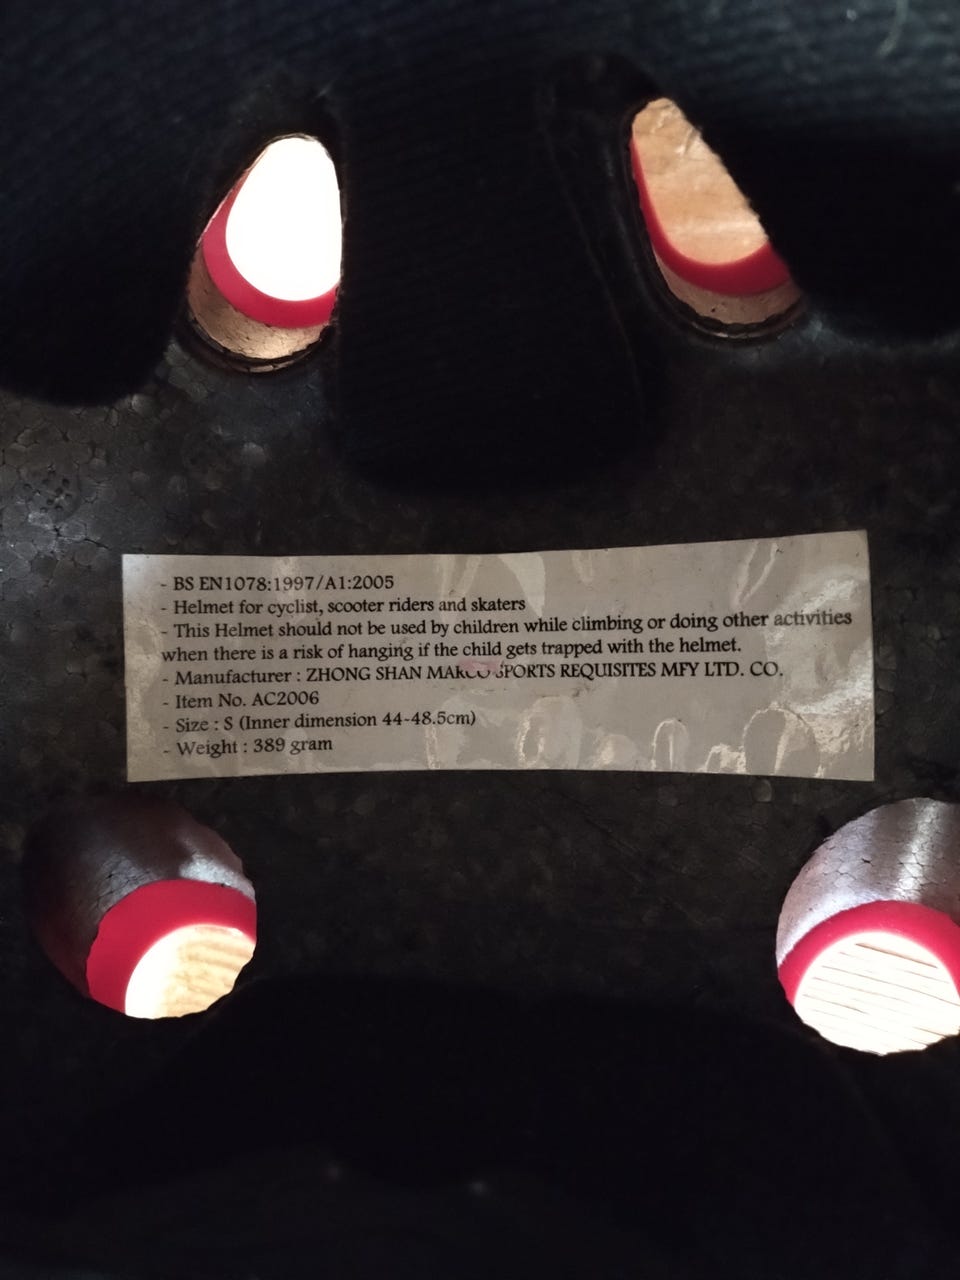 - BS EN1078:1997/A1:2005
- Helmet for cyclist, scooter riders and skaters
- This Helmet should not be used by children while climbing or doing other activities
when there is a risk of hanging if the child gets trapped with the helmet.
- Manufacturer : ZHONG SHAN MARCO SPORTS REQUISITES MFY LTD. CO.
- Item No. AC2006
- Size : S (Inner dimension 44-48.5cm)
- Weight : 389 gram